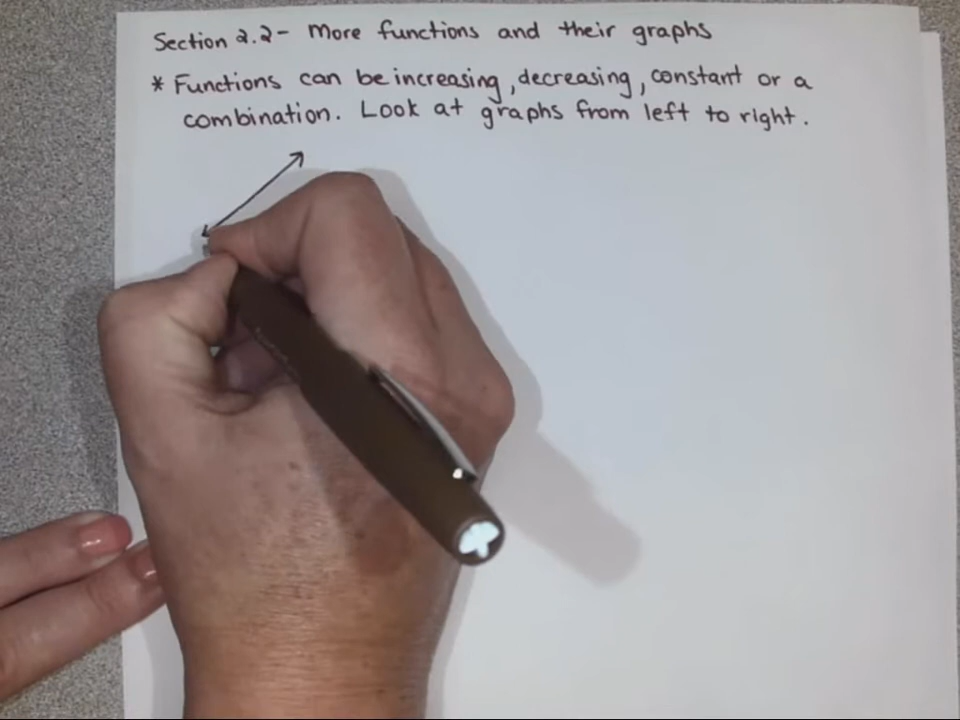 Section 2.2- More functions and their graphs
* Functions can be increasing, decreasing, constant or a
combination. Look at graphs from left to right.